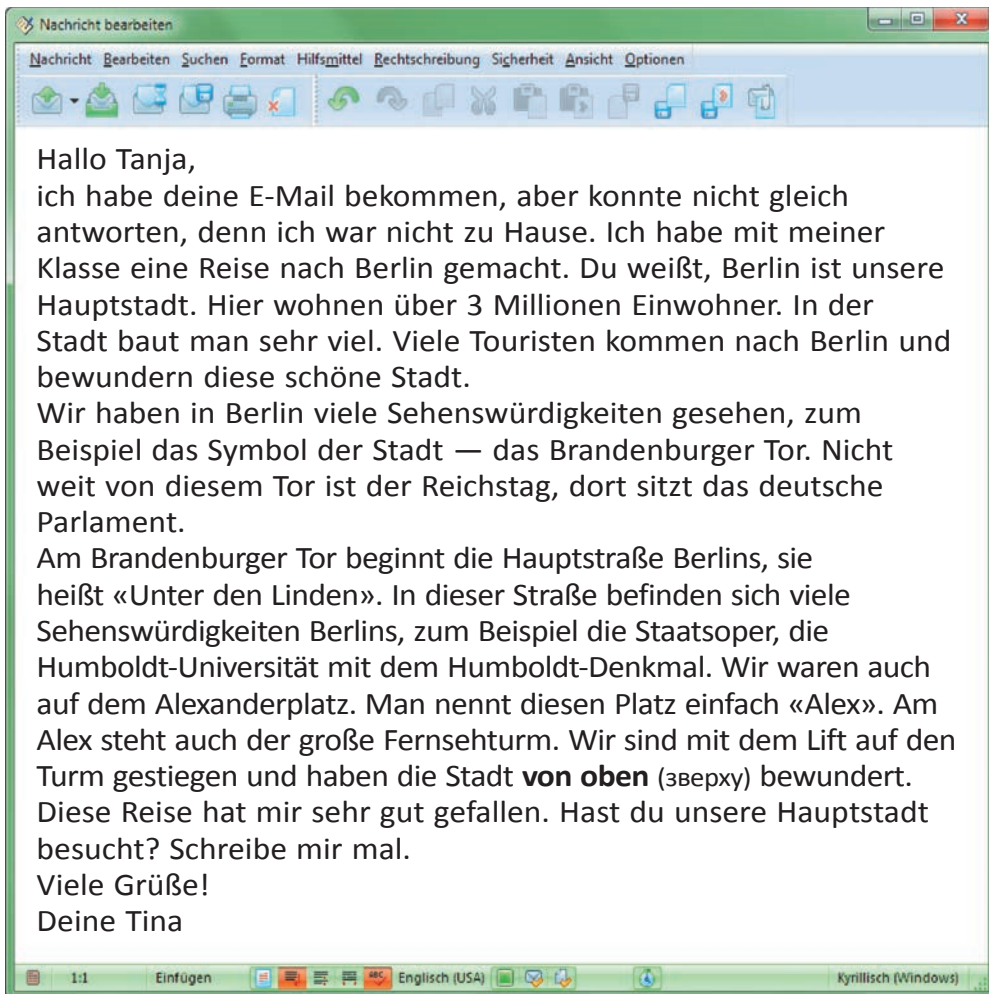 Nachricht bearbeiten
Nachricht Bearbeiten Suchen Format Hilfsmittel Rechtschreibung Sicherheit Ansicht Optionen
Hallo Tanja,
ich habe deine E-Mail bekommen, aber konnte nicht gleich
antworten, denn ich war nicht zu Hause. Ich habe mit meiner
Klasse eine Reise nach Berlin gemacht. Du weißt, Berlin ist unsere
Hauptstadt. Hier wohnen über 3 Millionen Einwohner. In der
Stadt baut man sehr viel. Viele Touristen kommen nach Berlin und
bewundern diese schöne Stadt.
Wir haben in Berlin viele Sehenswürdigkeiten gesehen, zum
Beispiel das Symbol der Stadt — das Brandenburger Tor. Nicht
weit von diesem Tor ist der Reichstag, dort sitzt das deutsche
Parlament.
Am Brandenburger Tor beginnt die Hauptstraße Berlins, sie
heißt «Unter den Linden». In dieser Straße befinden sich viele
Sehenswürdigkeiten Berlins, zum Beispiel die Staatsoper, die
Humboldt-Universität mit dem Humboldt-Denkmal. Wir waren auch
auf dem Alexanderplatz. Man nennt diesen Platz einfach «Alex». Am
Alex steht auch der große Fernsehturm. Wir sind mit dem Lift auf den
Turm gestiegen und haben die Stadt von oben (зверху) bewundert.
Diese Reise hat mir sehr gut gefallen. Hast du unsere Hauptstadt
besucht? Schreibe mir mal.
Viele Grüße!
Deine Tina
1:1 Einfügen ABC Englisch (USA) Kyrillisch (Windows)